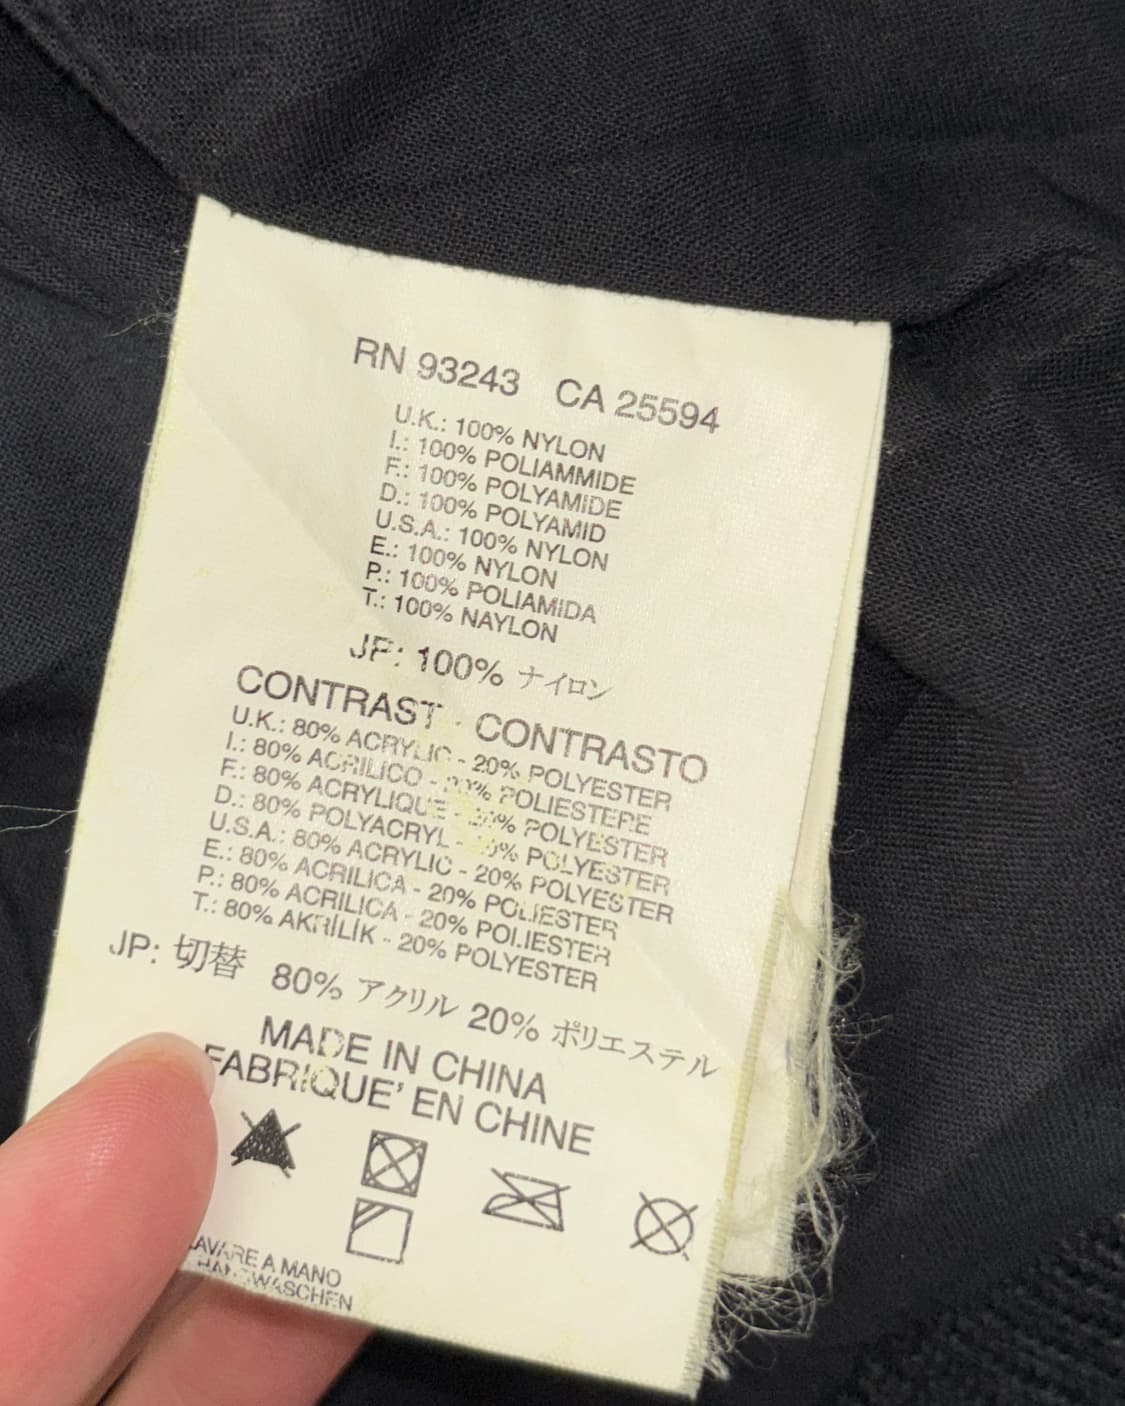 RN 93243 CA 25594
U.K.: 100% NYLON
I.: 100% POLIAMMIDE
F.: 100% POLYAMIDE
D.: 100% POLYAMID
U.S.A.: 100% NYLON
E.: 100% NYLON
P.: 100% POLIAMIDA
T.: 100% NAYLON
JP: 100% ナイロン
CONTRAST - CONTRASTO
U.K.: 80% ACRYLIC - 20% POLYESTER
I.: 80% ACRILICO - 20% POLIESTERE
F.: 80% ACRYLIQUE - 20% POLYESTER
D.: 80% POLYACRYL - 20% POLYESTER
U.S.A.: 80% ACRYLIC - 20% POLYESTER
E.: 80% ACRILICA - 20% POLIESTER
P.: 80% ACRILICA - 20% POLIESTER
T.: 80% AKRİLİK - 20% POLYESTER
JP: 切替 80% アクリル 20% ポリエステル
MADE IN CHINA
FABRIQUE' EN CHINE
LAVARE A MANO
HANDWASCHEN